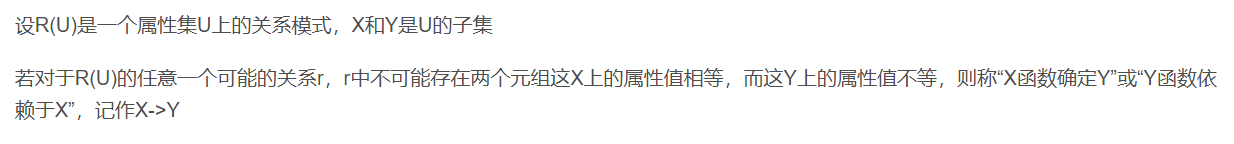 设R(U)是一个属性集U上的关系模式，X和Y是U的子集
若对于R(U)的任意一个可能的关系r，r中不可能存在两个元组这X上的属性值相等，而这Y上的属性值不等，则称“X函数确定Y”或“Y函数依
赖于X”，记作X->Y